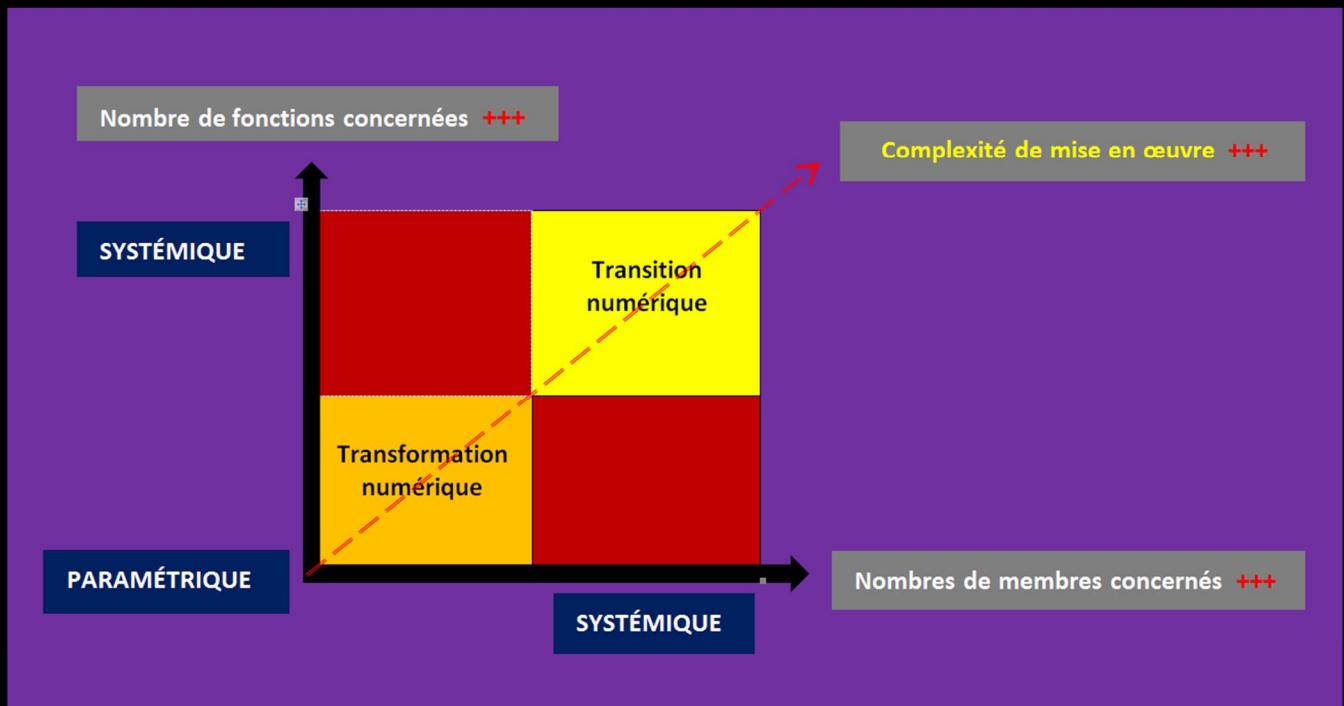 Nombre de fonctions concernées +++
Complexité de mise en œuvre +++
SYSTÉMIQUE
Transition
numérique
Transformation
numérique
PARAMÉTRIQUE
Nombres de membres concernés +++
SYSTÉMIQUE